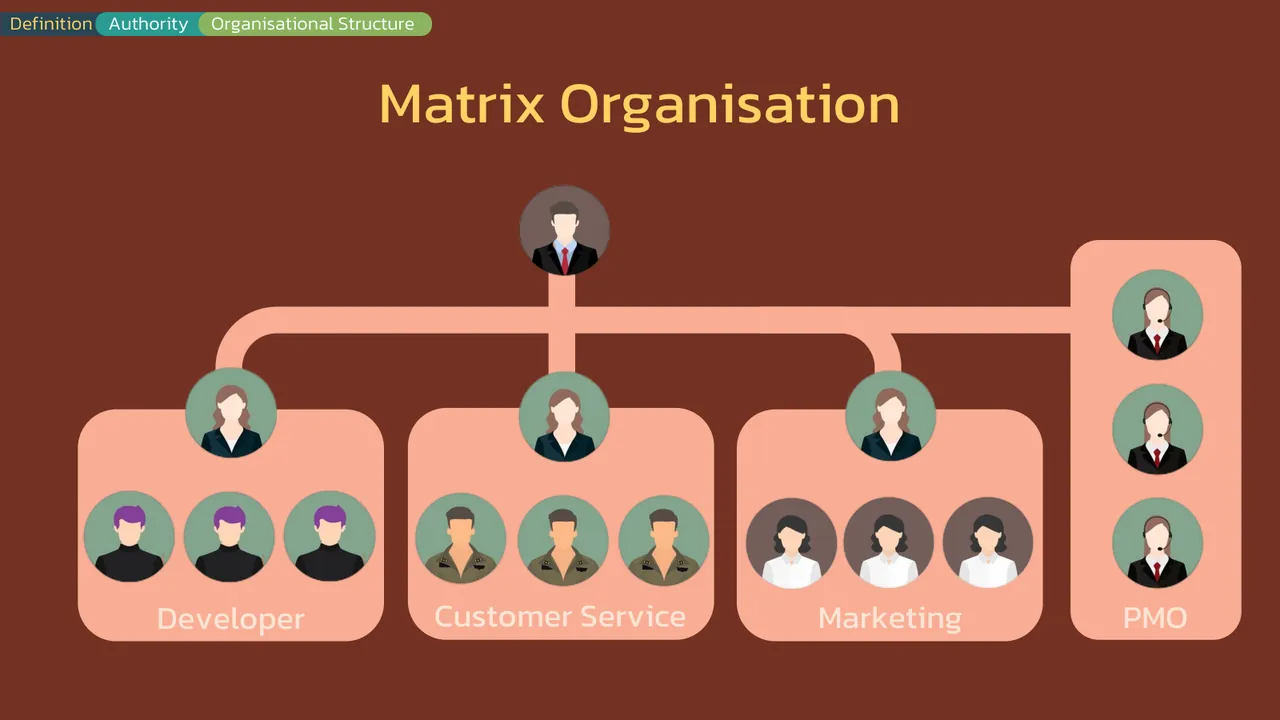 Definition Authority Organisational Structure
Matrix Organisation
Developer Customer Service Marketing PMO